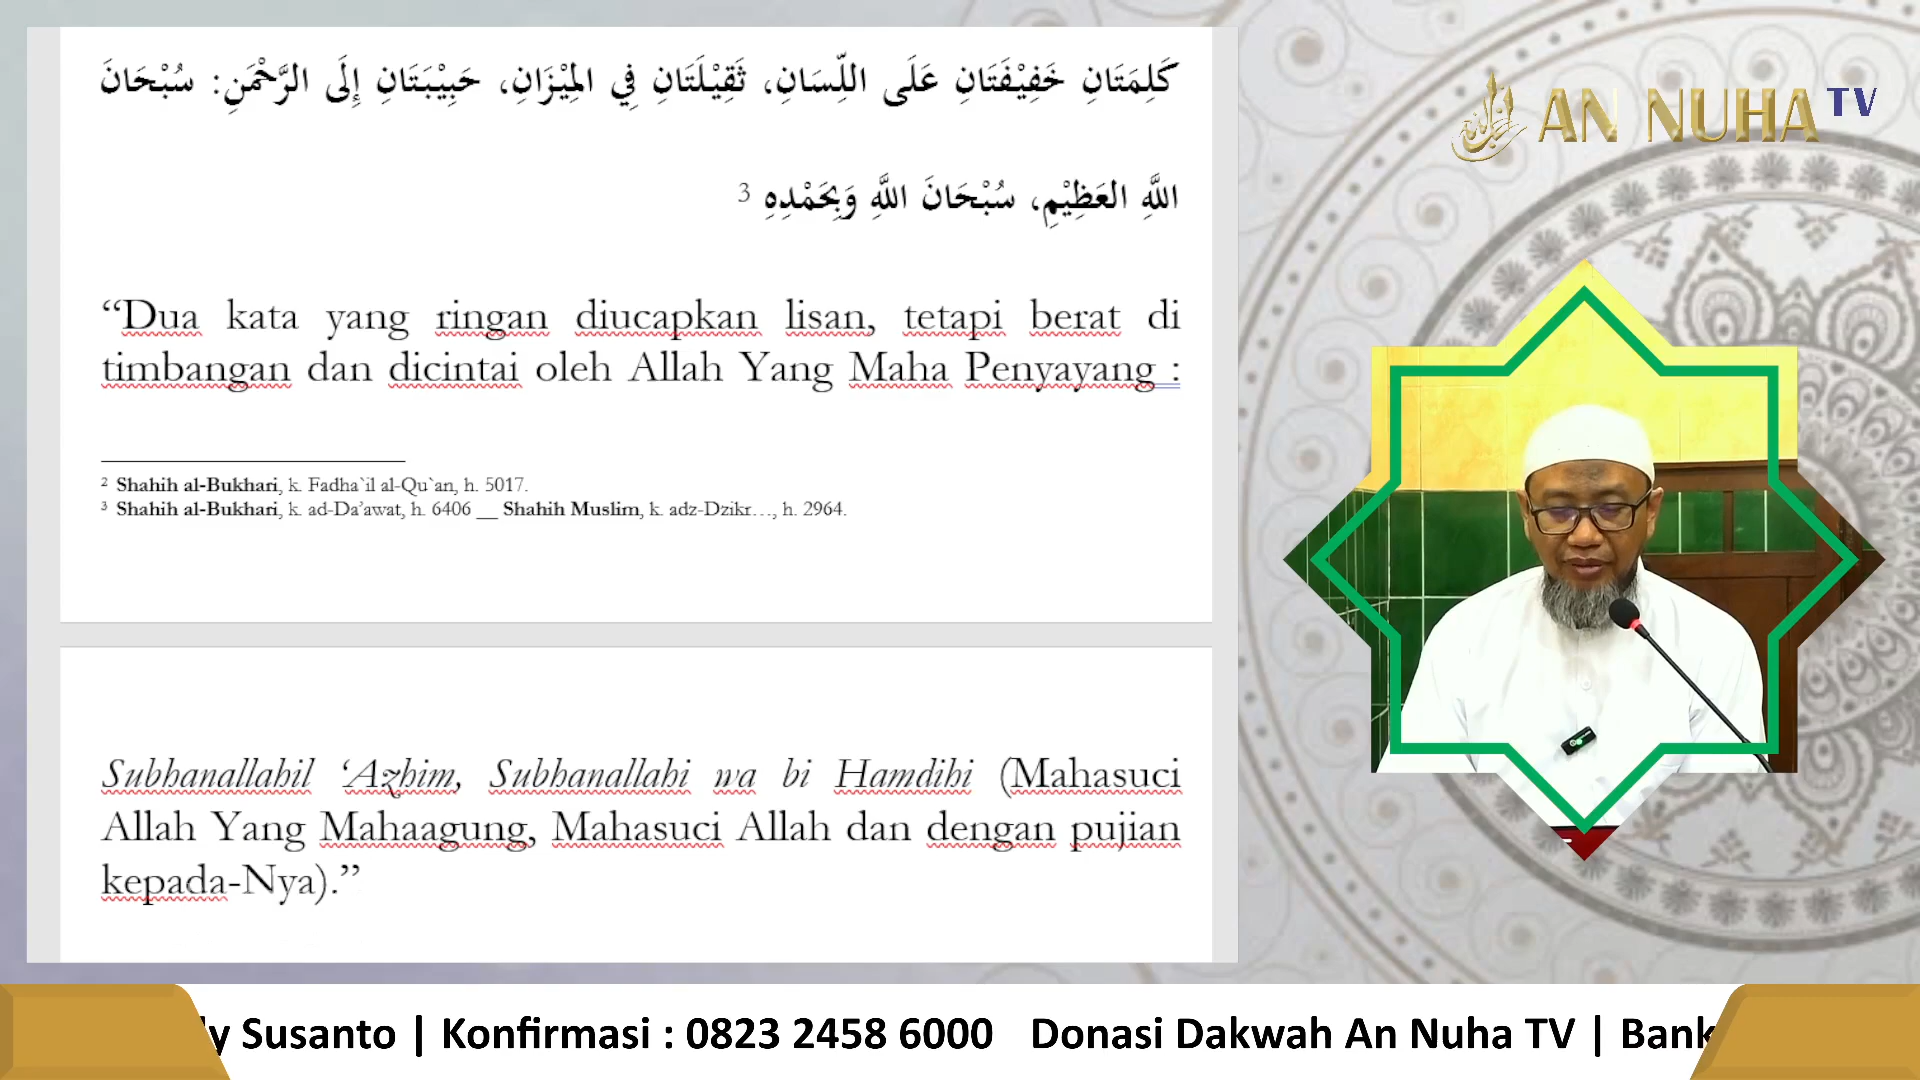 كَلِمَتَانِ خَفِيْفَتَانِ عَلَى اللِّسَانِ، ثَقِيْلَتَانِ فِي المِيْزَانِ، حَبِيْبَتَانِ إِلَى الرَّحْمَنِ: سُبْحَانَ
اللَّهِ العَظِيْمِ، سُبْحَانَ اللَّهِ وَبِحَمْدِهِ 3
“Dua kata yang ringan diucapkan lisan, tetapi berat di
timbangan dan dicintai oleh Allah Yang Maha Penyayang :
2 Shahih al-Bukhari, k. Fadha`il al-Qu`an, h. 5017.
3 Shahih al-Bukhari, k. ad-Da’awat, h. 6406 __ Shahih Muslim, k. adz-Dzikr…, h. 2964.
Subhanallahil ‘Azhim, Subhanallahi wa bi Hamdihi (Mahasuci
Allah Yang Mahaagung, Mahasuci Allah dan dengan pujian
kepada-Nya).”
AN NUHA TV
Susanto | Konfirmasi : 0823 2458 6000 Donasi Dakwah An Nuha TV | Bank